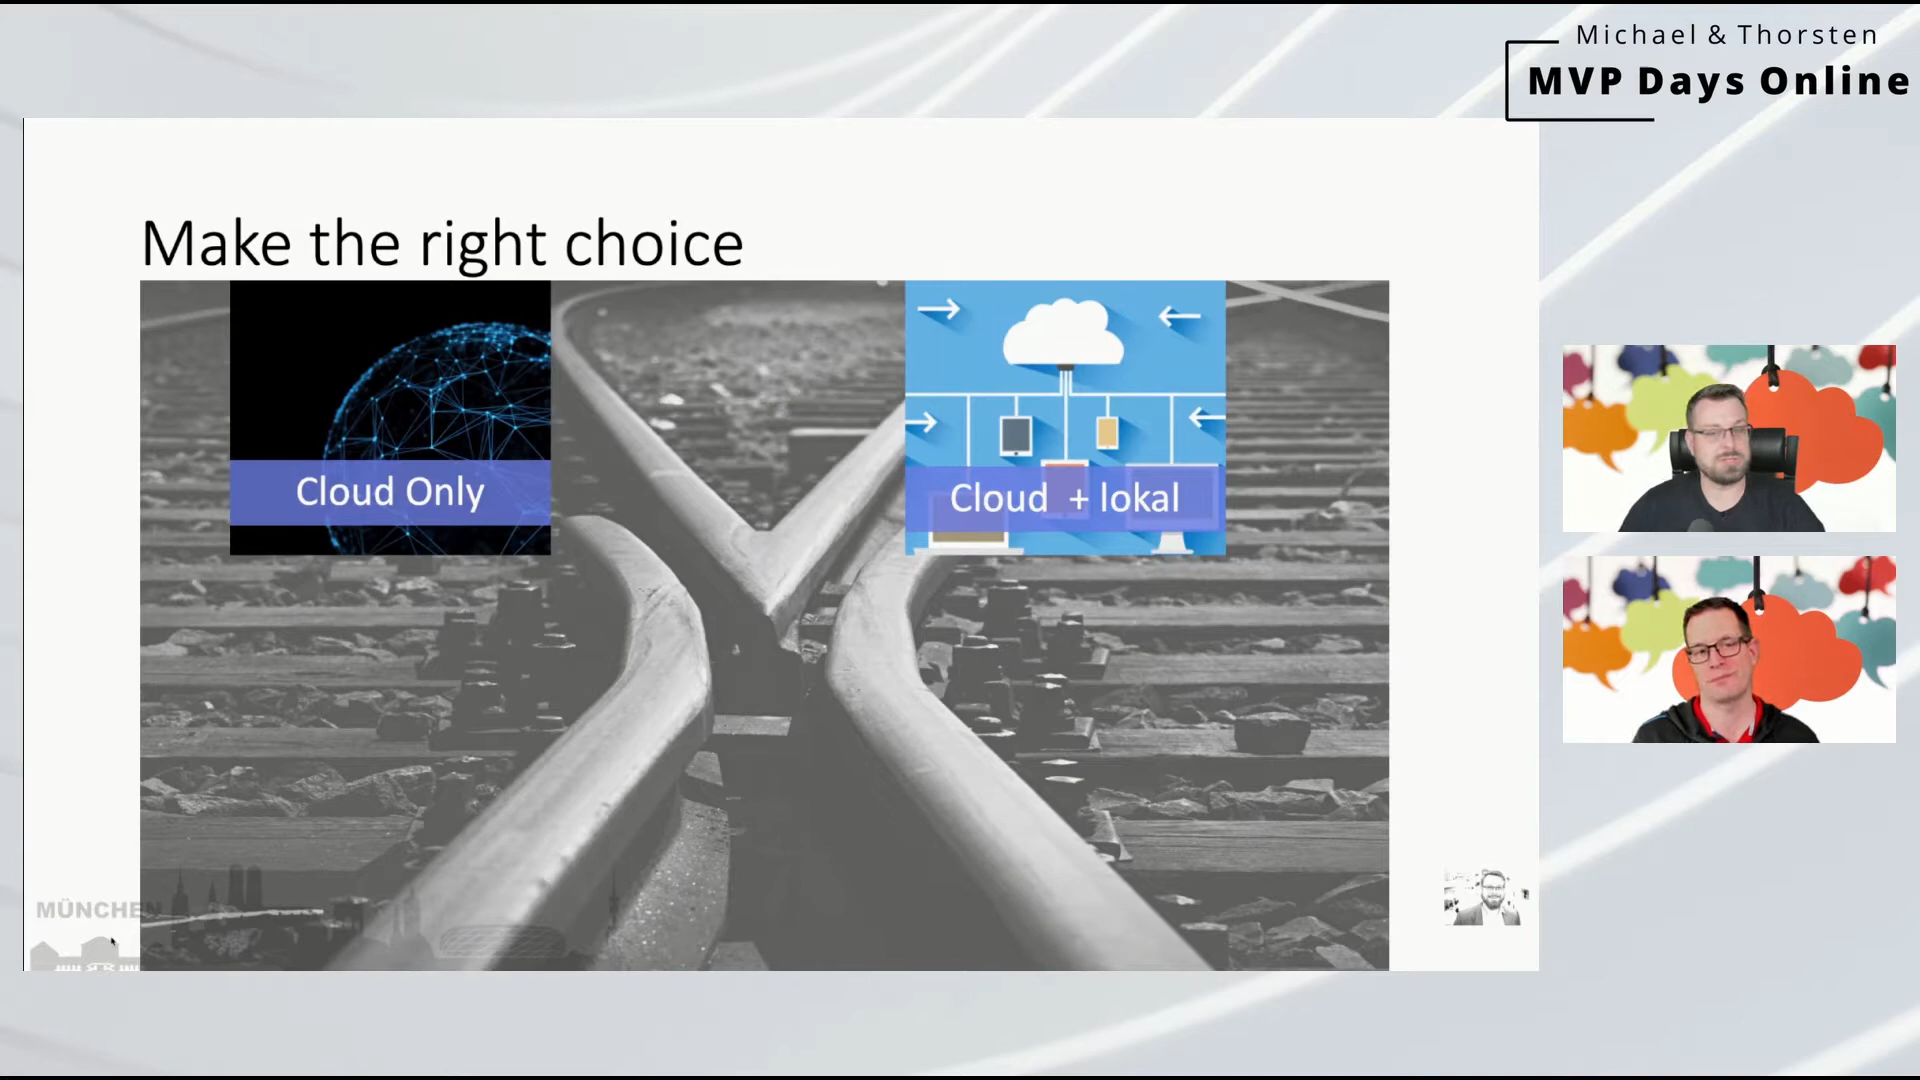 Michael & Thorsten
MVP Days Online
Make the right choice
Cloud Only
Cloud + lokal
MÜNCHEN